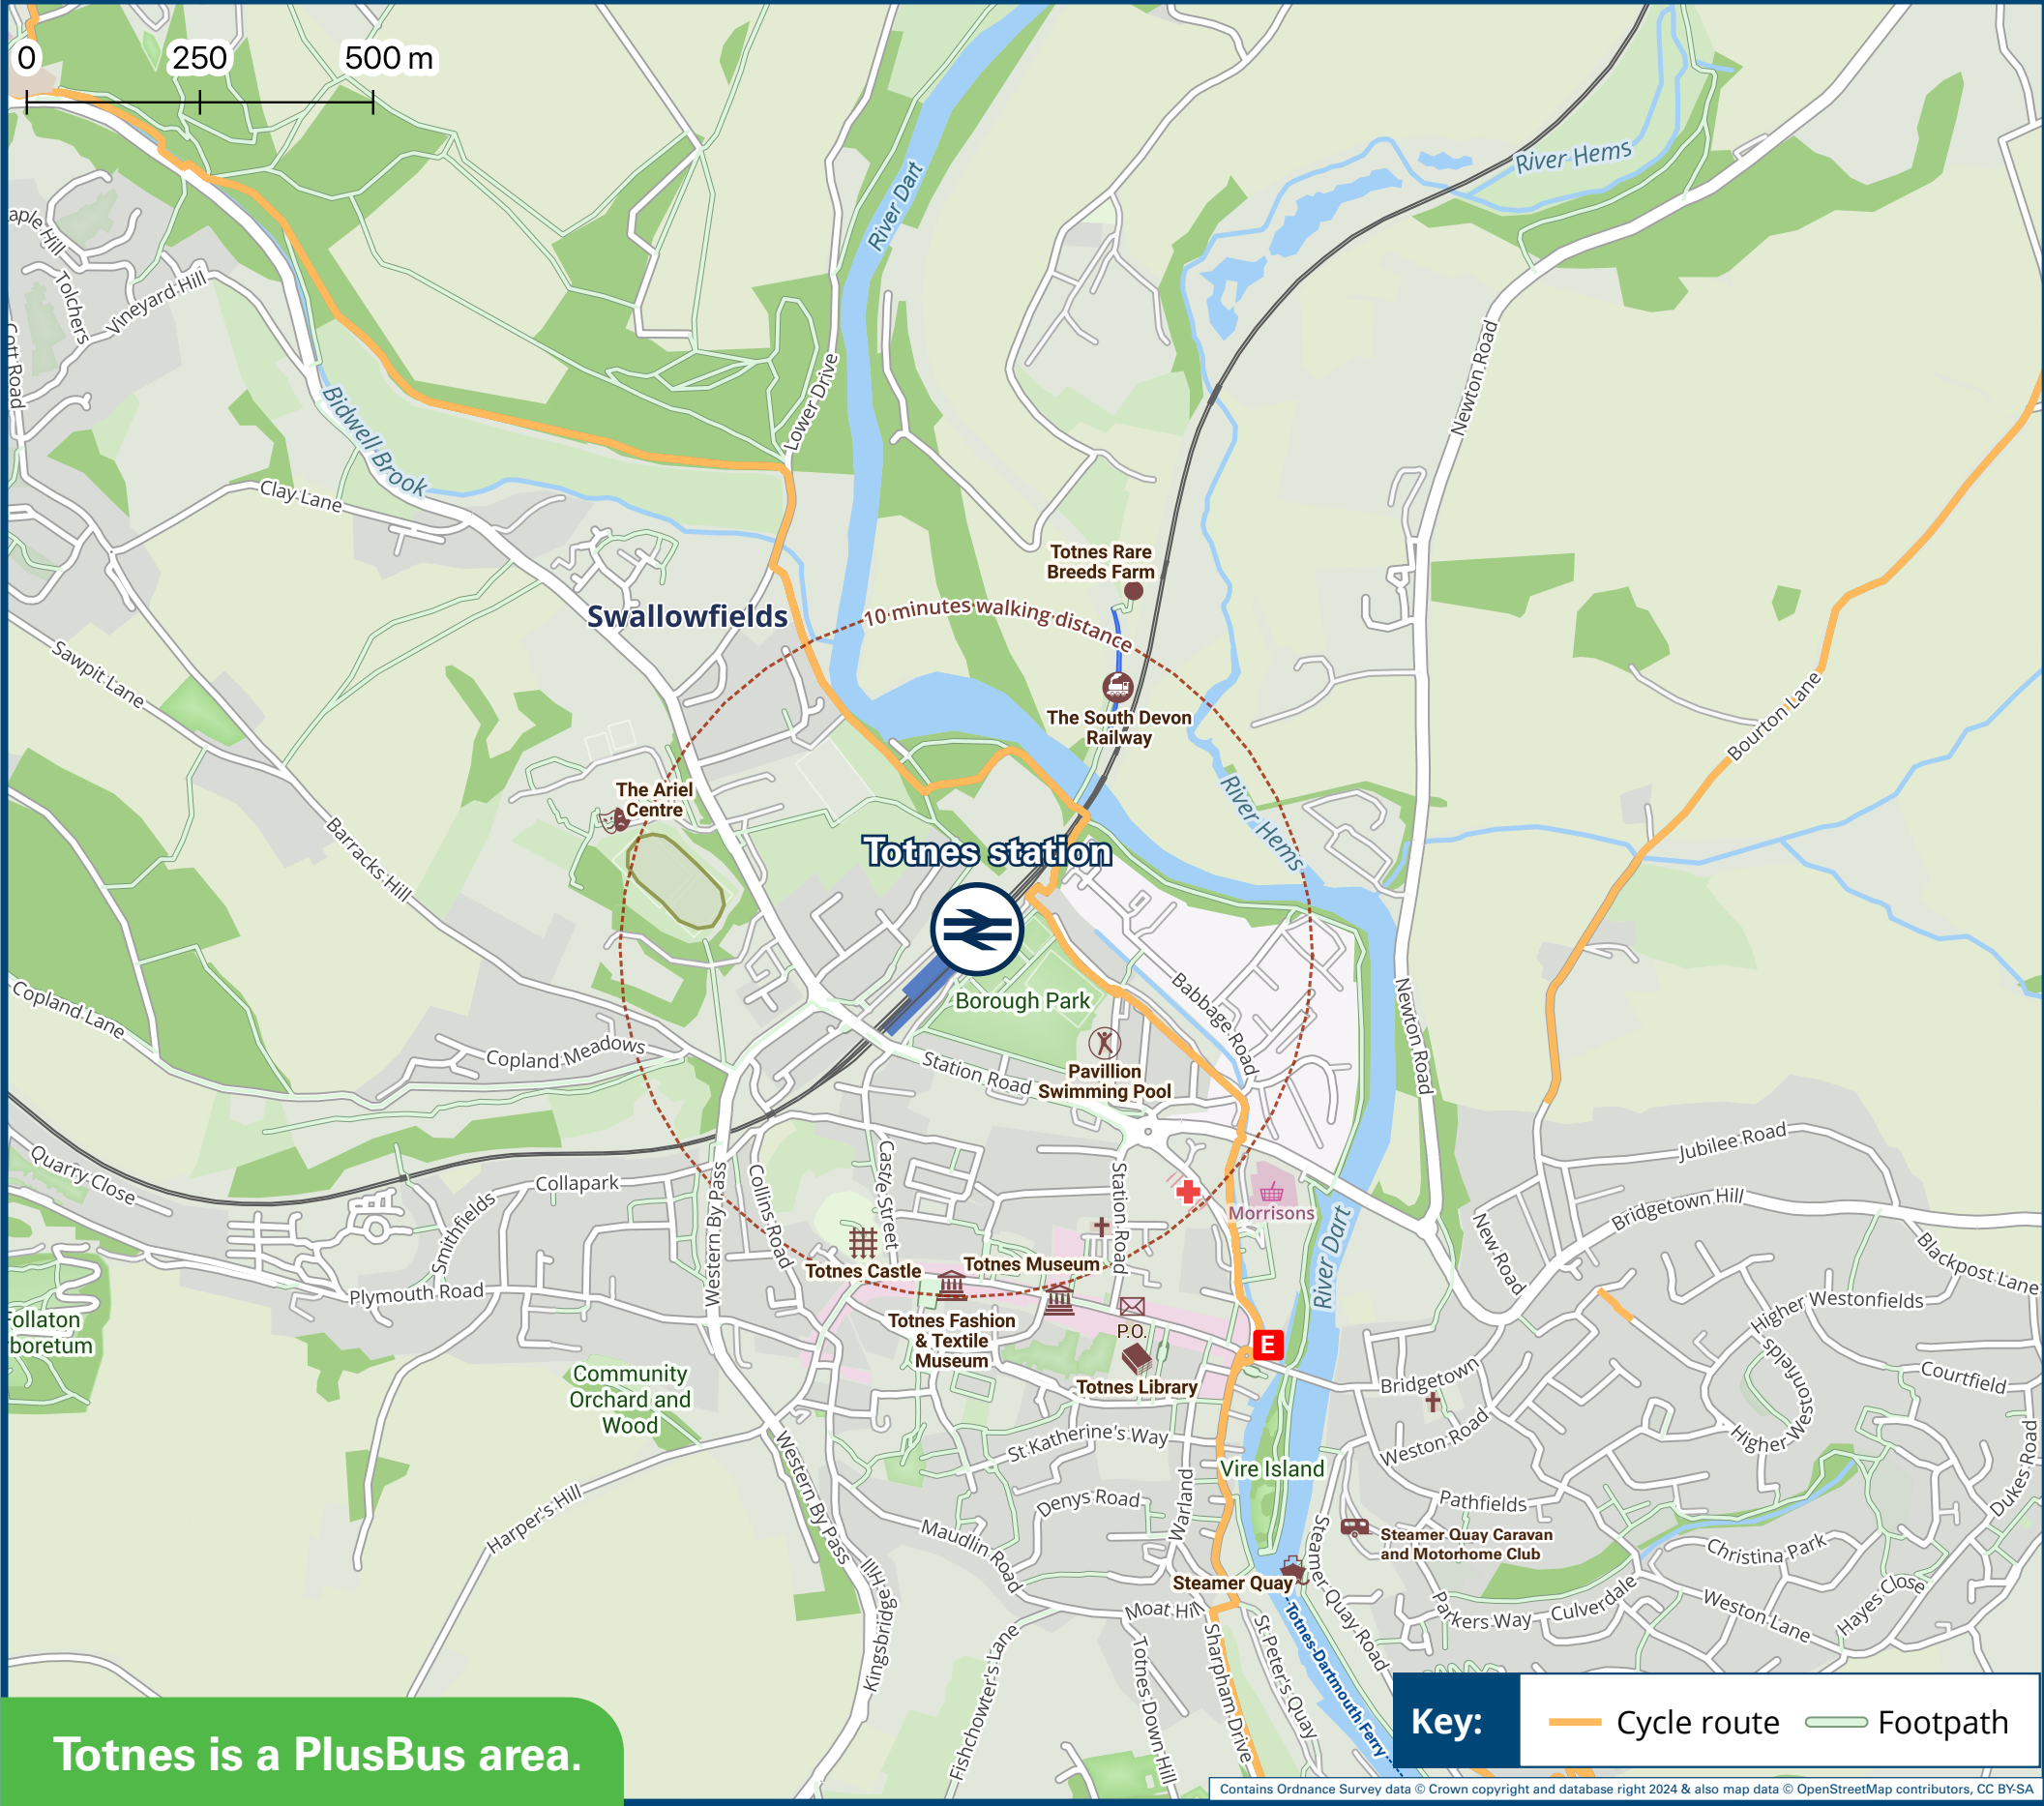 0 250 500 m
River Dart
River Hems
aple Hill
Tolchers
Vineyard Hill
Cott Road
Newton Road
Lower Drive
Bidwell Brook
Clay Lane
Totnes Rare
Breeds Farm
Swallowfields
10 minutes walking distance
Sawpit Lane
The South Devon
Railway
Bourton Lane
The Ariel
Centre
River Hems
Barracks Hill
Totnes station
Borough Park
Babbage Road
Copland Lane
Copland Meadows
Station Road
Newton Road
Pavillion
Swimming Pool
Quarry Close
Collapark
Smithfields
Western By Pass
Collins Road
Castle Street
Station Road
Morrisons
River Dart
Jubilee Road
Bridgetown Hill
New Road
Blackpost Lane
Plymouth Road
Totnes Castle
Totnes Museum
Follaton
boretum
Totnes Fashion
& Textile
Museum
P.O.
E
Higher Westonfields
Higher Westonfields
Community
Orchard and
Wood
Totnes Library
Bridgetown
Courtfield
Weston Road
St Katherine's Way
Vire Island
Western By Pass
Harper's Hill
Denys Road
Warland
Pathfields
Dukes Road
Maudlin Road
Steamer Quay Caravan
and Motorhome Club
Christina Park
Steamer Quay
Steamer Quay Road
Kingsbridge Hill
Moat Hill
Parkers Way
Culverdale
Weston Lane
Hayes Close
Fishchowter's Lane
Totnes Down Hill
Sharpham Drive
St Peter's Quay
Totnes-Dartmouth Ferry
Key:
Cycle route
Footpath
Totnes is a PlusBus area.
Contains Ordnance Survey data © Crown copyright and database right 2024 & also map data © OpenStreetMap contributors, CC BY-SA